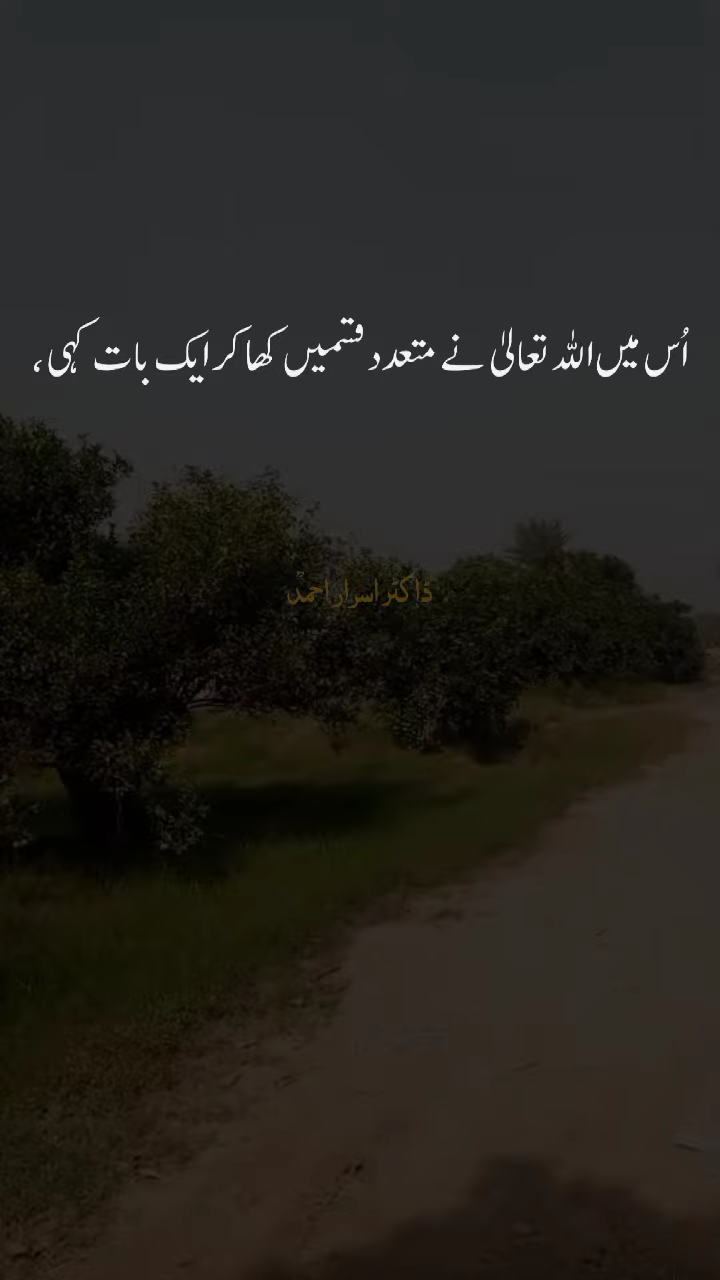 اُس میں اللہ تعالیٰ نے متعدد قسمیں کھا کر ایک بات کہی،
ڈاکٹر اسرار احمدؒ